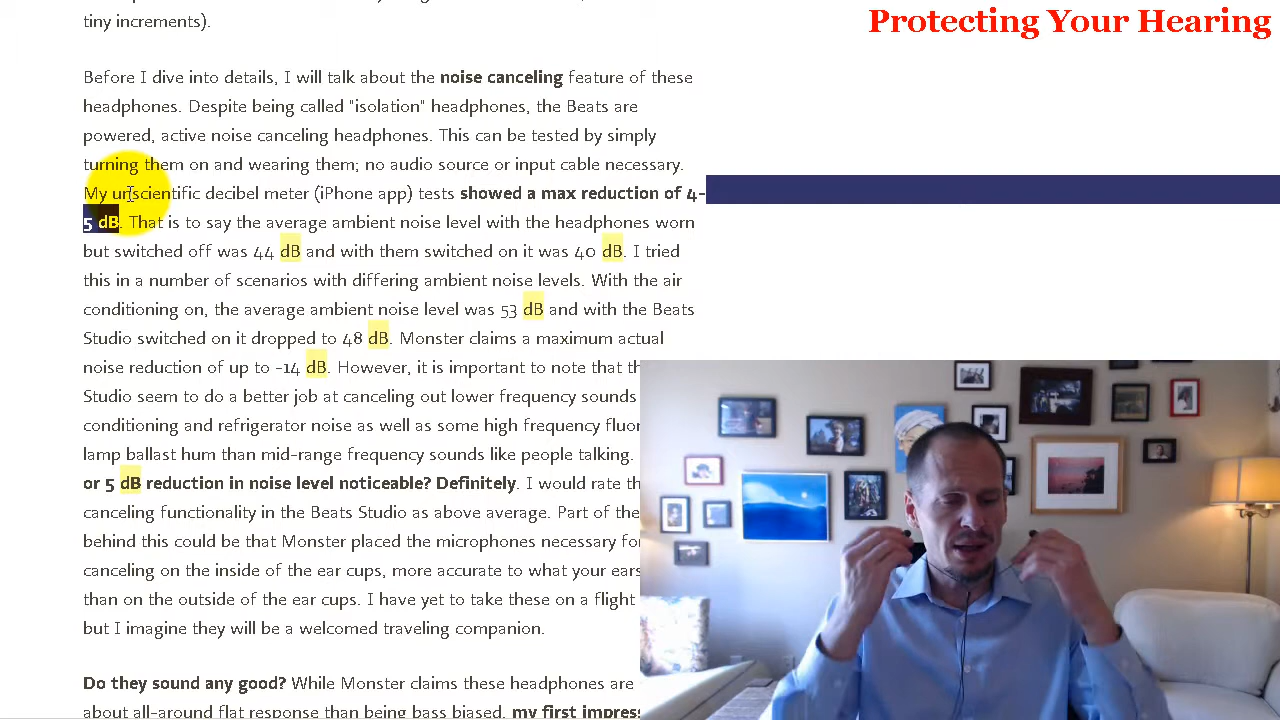 tiny increments).
Protecting Your Hearing
Before I dive into details, I will talk about the noise canceling feature of these
headphones. Despite being called "isolation" headphones, the Beats are
powered, active noise canceling headphones. This can be tested by simply
turning them on and wearing them; no audio source or input cable necessary.
My unscientific decibel meter (iPhone app) tests showed a max reduction of 4-
5 dB. That is to say the average ambient noise level with the headphones worn
but switched off was 44 dB and with them switched on it was 40 dB. I tried
this in a number of scenarios with differing ambient noise levels. With the air
conditioning on, the average ambient noise level was 53 dB and with the Beats
Studio switched on it dropped to 48 dB. Monster claims a maximum actual
noise reduction of up to -14 dB. However, it is important to note that th
Studio seem to do a better job at canceling out lower frequency sounds
conditioning and refrigerator noise as well as some high frequency fluor
lamp ballast hum than mid-range frequency sounds like people talking.
or 5 dB reduction in noise level noticeable? Definitely. I would rate th
canceling functionality in the Beats Studio as above average. Part of the
behind this could be that Monster placed the microphones necessary fo
canceling on the inside of the ear cups, more accurate to what your ears
than on the outside of the ear cups. I have yet to take these on a flight
but I imagine they will be a welcomed traveling companion.
Do they sound any good? While Monster claims these headphones are
about all-around flat response than being bass biased, my first impres